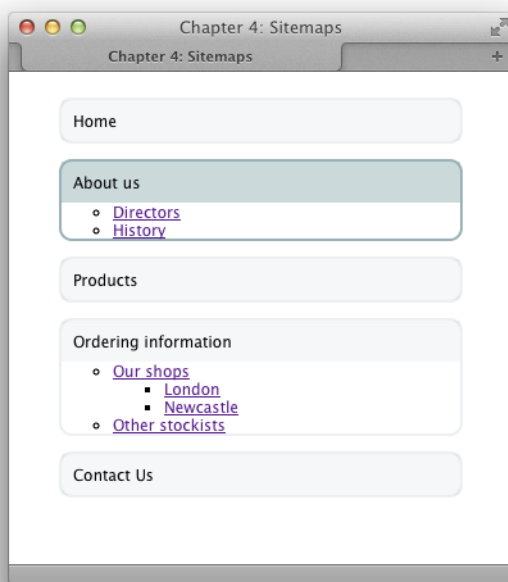 Chapter 4: Sitemaps
Chapter 4: Sitemaps
Home
About us
Directors
History
Products
Ordering information
Our shops
London
Newcastle
Other stockists
Contact Us